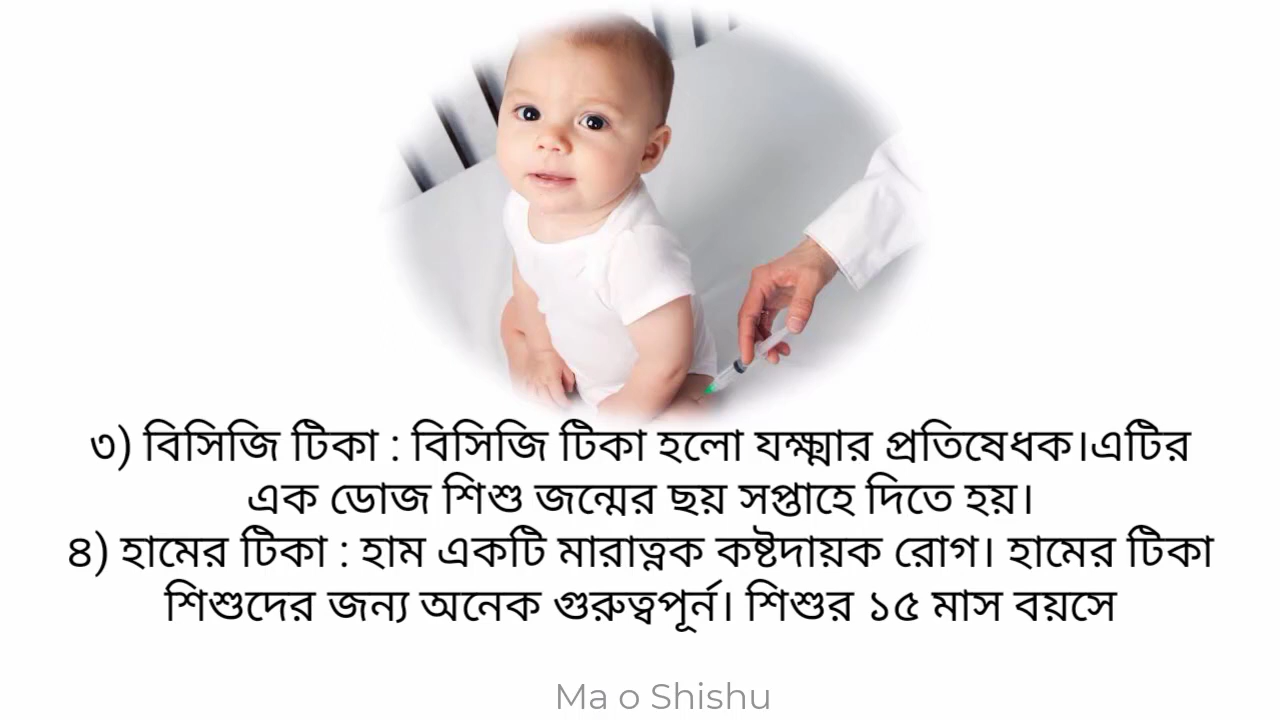 ৩) বিসিজি টিকা : বিসিজি টিকা হলো যক্ষ্মার প্রতিষেধক।এটির
এক ডোজ শিশু জন্মের ছয় সপ্তাহে দিতে হয়।
৪) হামের টিকা : হাম একটি মারাত্নক কষ্টদায়ক রোগ। হামের টিকা
শিশুদের জন্য অনেক গুরুত্বপূর্ন। শিশুর ১৫ মাস বয়সে
Ma o Shishu